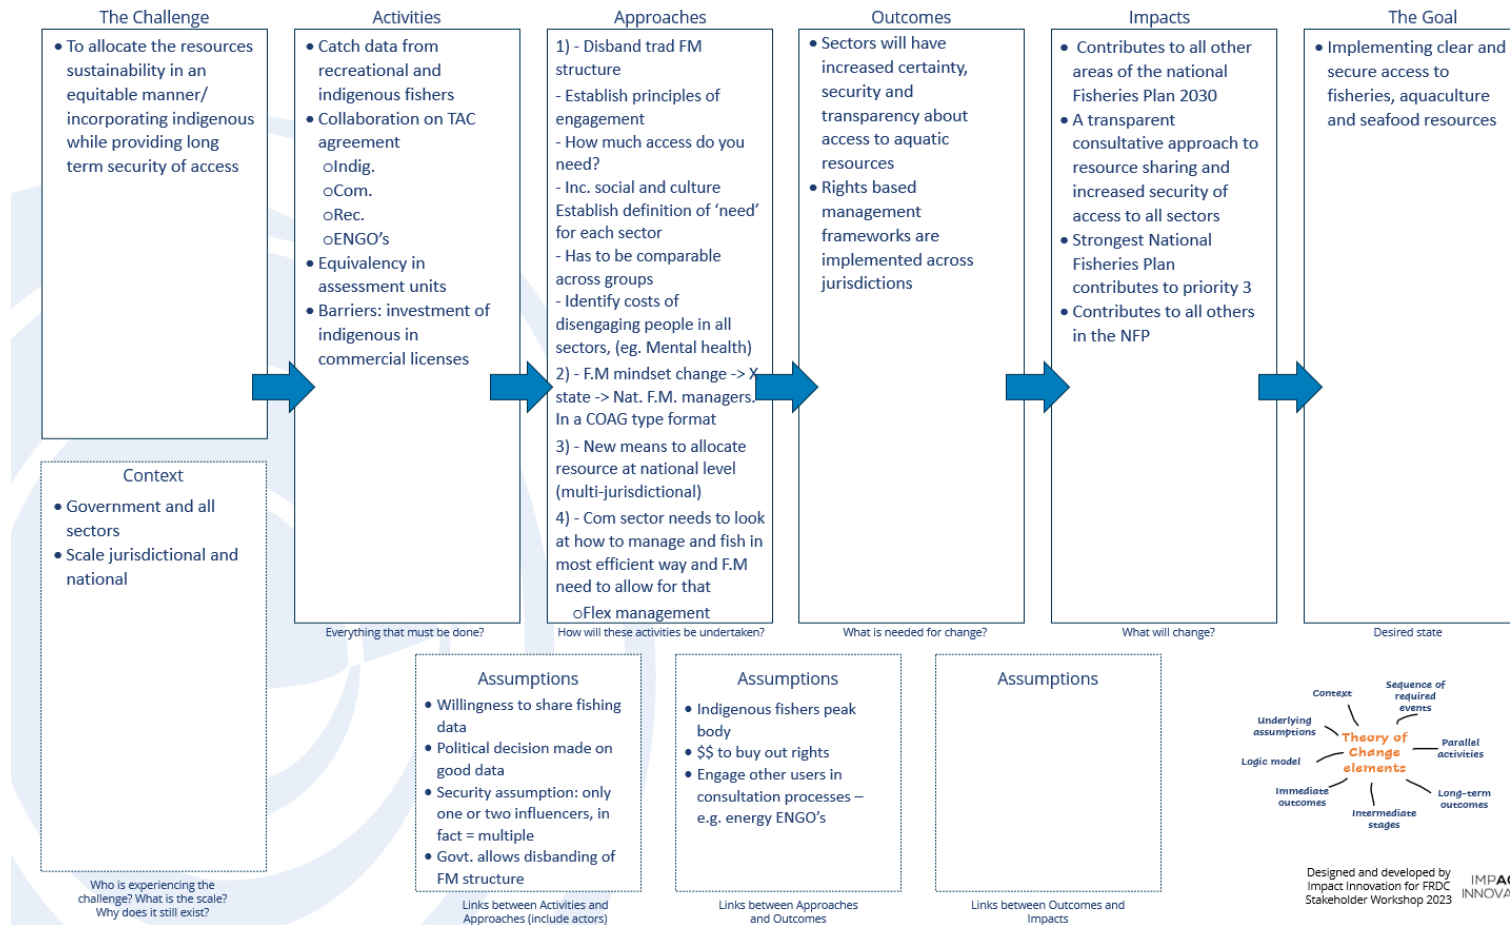 The Challenge
• To allocate the resources
sustainability in an
equitable manner/
incorporating indigenous
while providing long
term security of access
Context
• Government and all
sectors
• Scale jurisdictional and
national
Who is experiencing the
challenge? What is the scale?
Why does it still exist?
Activities
• Catch data from
recreational and
indigenous fishers
• Collaboration on TAC
agreement
oIndig.
oCom.
oRec.
oENGO's
• Equivalency in
assessment units
• Barriers: investment of
indigenous in
commercial licenses
Everything that must be done?
Approaches
1) - Disband trad FM
structure
- Establish principles of
engagement
- How much access do you
need?
- Inc. social and culture
Establish definition of ‘need’
for each sector
- Has to be comparable
across groups
- Identify costs of
disengaging people in all
sectors, (eg. Mental health)
2) - F.M mindset change -> X
state -> Nat. F.M. managers.
In a COAG type format
3) - New means to allocate
resource at national level
(multi-jurisdictional)
4) - Com sector needs to look
at how to manage and fish in
most efficient way and F.M
need to allow for that
oFlex management
How will these activities be undertaken?
Outcomes
• Sectors will have
increased certainty,
security and
transparency about
access to aquatic
resources
• Rights based
management
frameworks are
implemented across
jurisdictions
What is needed for change?
Impacts
• Contributes to all other
areas of the national
Fisheries Plan 2030
• A transparent
consultative approach to
resource sharing and
increased security of
access to all sectors
• Strongest National
Fisheries Plan
contributes to priority 3
• Contributes to all others
in the NFP
What will change?
The Goal
• Implementing clear and
secure access to
fisheries, aquaculture
and seafood resources
Desired state
Assumptions
• Willingness to share fishing
data
• Political decision made on
good data
• Security assumption: only
one or two influencers, in
fact = multiple
• Govt. allows disbanding of
FM structure
Links between Activities and
Approaches (include actors)
Assumptions
• Indigenous fishers peak
body
• $$ to buy out rights
• Engage other users in
consultation processes –
e.g. energy ENGO's
Links between Approaches
and Outcomes
Assumptions
Links between Outcomes and
Impacts
Context
Sequence of
required
events
Underlying
assumptions
Theory of
Change
elements
Parallel
activities
Logic model
Immediate
outcomes
Long-term
outcomes
Intermediate
stages
Designed and developed by
Impact Innovation for FRDC
Stakeholder Workshop 2023